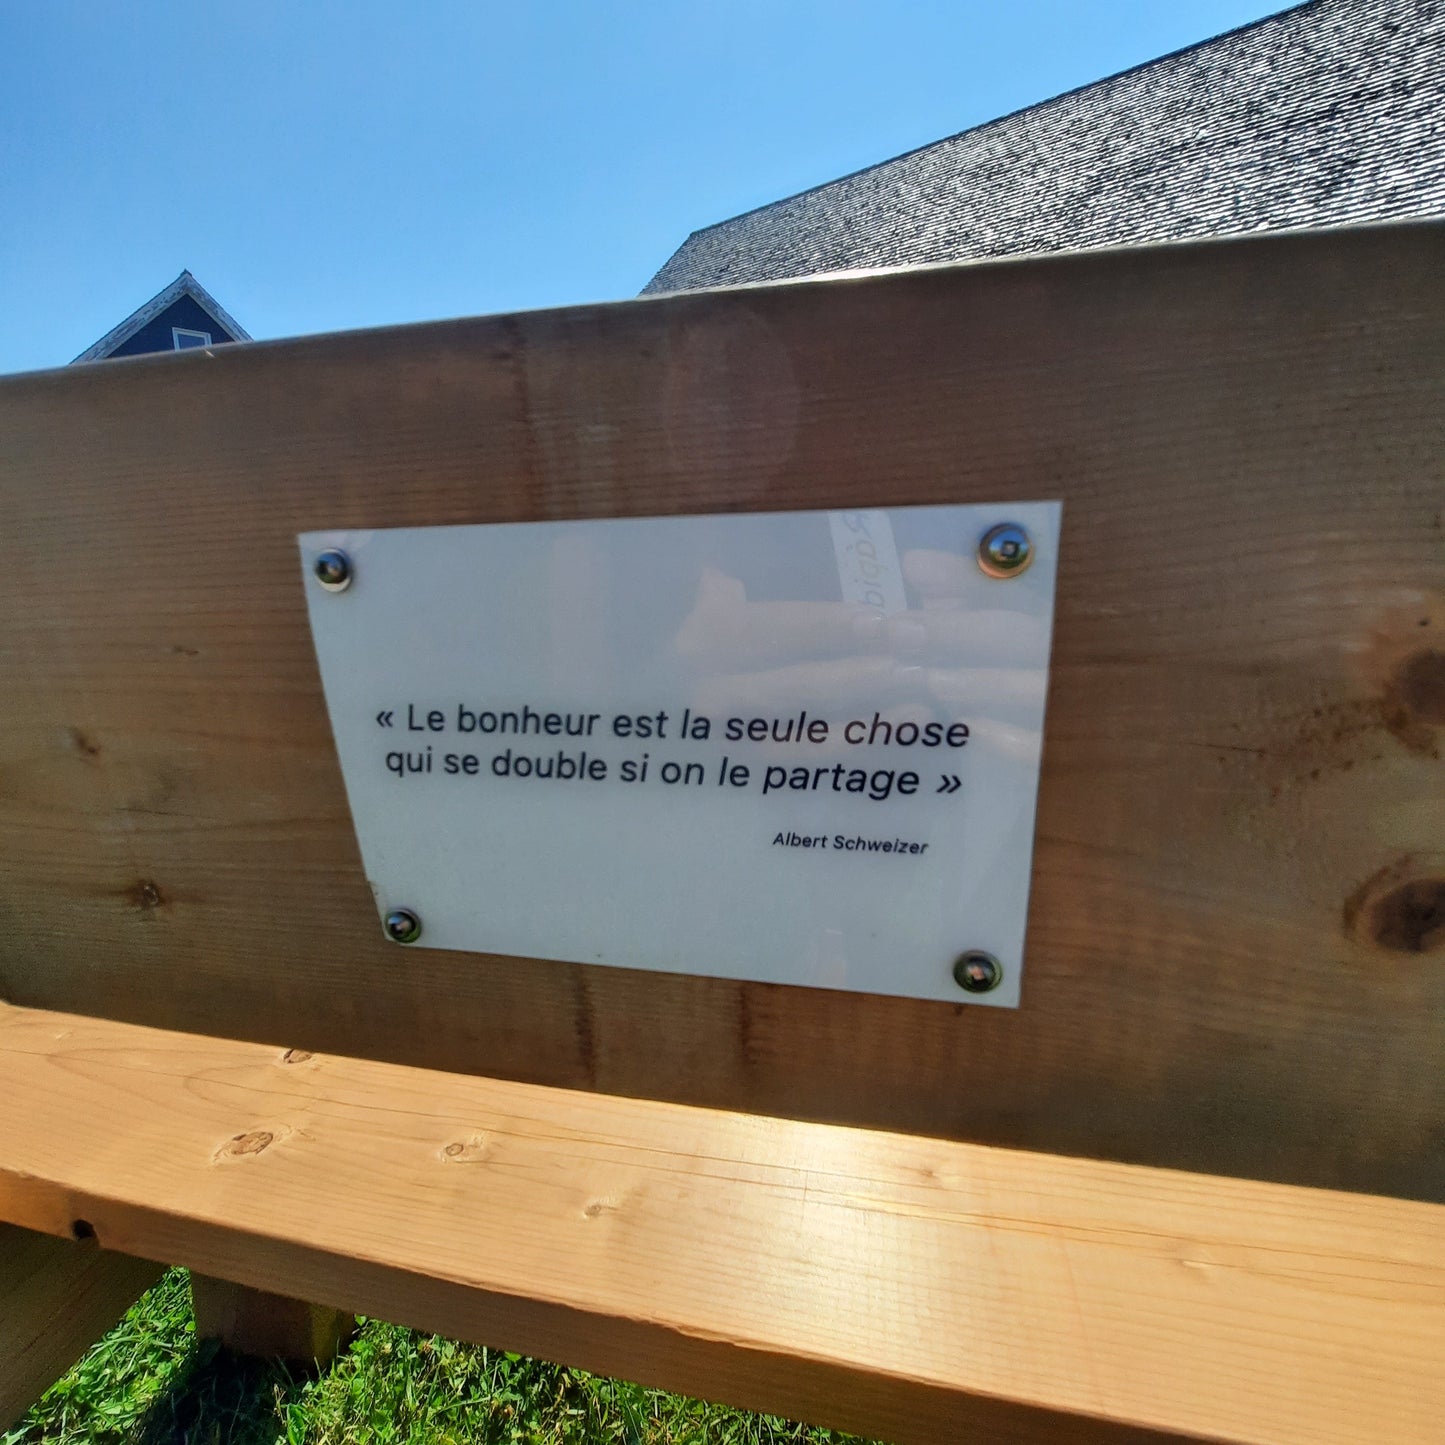 « Le bonheur est la seule chose
qui se double si on le partage »
Albert Schweizer